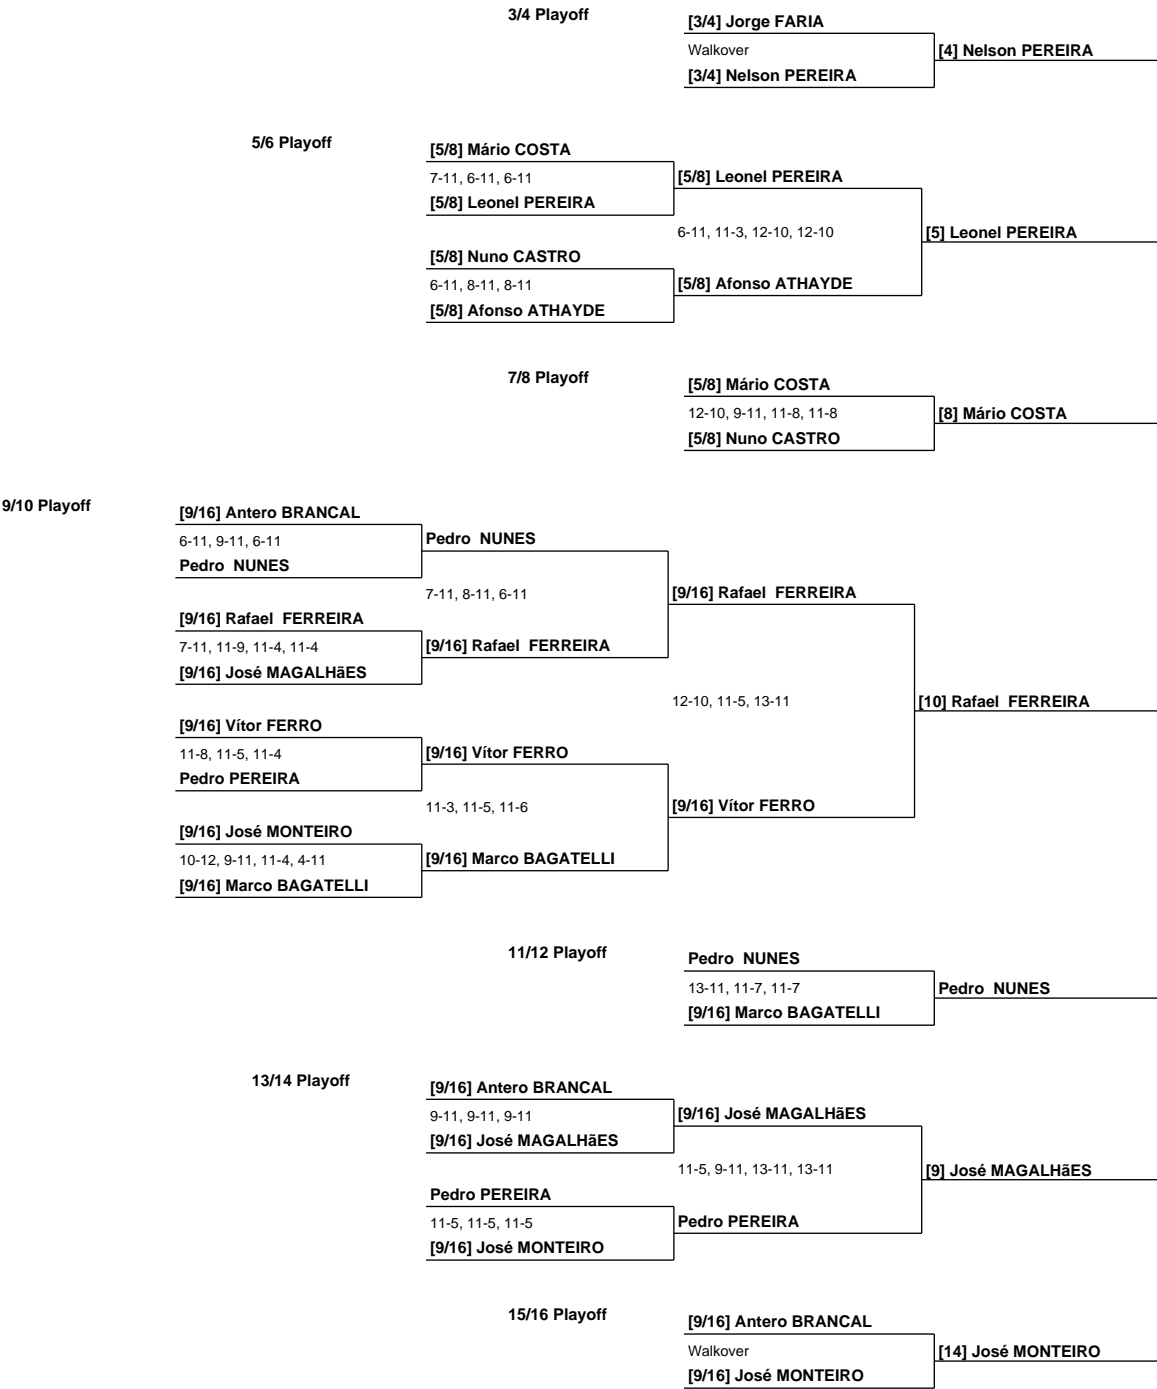 3/4 Playoff
[3/4] Jorge FARIA
Walkover
[4] Nelson PEREIRA
[3/4] Nelson PEREIRA
5/6 Playoff
[5/8] Mário COSTA
7-11, 6-11, 6-11
[5/8] Leonel PEREIRA
[5/8] Leonel PEREIRA
6-11, 11-3, 12-10, 12-10
[5] Leonel PEREIRA
[5/8] Nuno CASTRO
6-11, 8-11, 8-11
[5/8] Afonso ATHAYDE
[5/8] Afonso ATHAYDE
7/8 Playoff
[5/8] Mário COSTA
12-10, 9-11, 11-8, 11-8
[8] Mário COSTA
[5/8] Nuno CASTRO
9/10 Playoff
[9/16] Antero BRANCAL
6-11, 9-11, 6-11
Pedro  NUNES
Pedro  NUNES
7-11, 8-11, 6-11
[9/16] Rafael  FERREIRA
[9/16] Rafael  FERREIRA
7-11, 11-9, 11-4, 11-4
[9/16] Rafael  FERREIRA
[9/16] José MAGALHãES
12-10, 11-5, 13-11
[10] Rafael  FERREIRA
[9/16] Vítor FERRO
11-8, 11-5, 11-4
[9/16] Vítor FERRO
Pedro PEREIRA
11-3, 11-5, 11-6
[9/16] Vítor FERRO
[9/16] José MONTEIRO
10-12, 9-11, 11-4, 4-11
[9/16] Marco BAGATELLI
[9/16] Marco BAGATELLI
11/12 Playoff
Pedro  NUNES
13-11, 11-7, 11-7
Pedro  NUNES
[9/16] Marco BAGATELLI
13/14 Playoff
[9/16] Antero BRANCAL
9-11, 9-11, 9-11
[9/16] José MAGALHãES
[9/16] José MAGALHãES
11-5, 9-11, 13-11, 13-11
[9] José MAGALHãES
Pedro PEREIRA
11-5, 11-5, 11-5
Pedro PEREIRA
[9/16] José MONTEIRO
15/16 Playoff
[9/16] Antero BRANCAL
Walkover
[14] José MONTEIRO
[9/16] José MONTEIRO